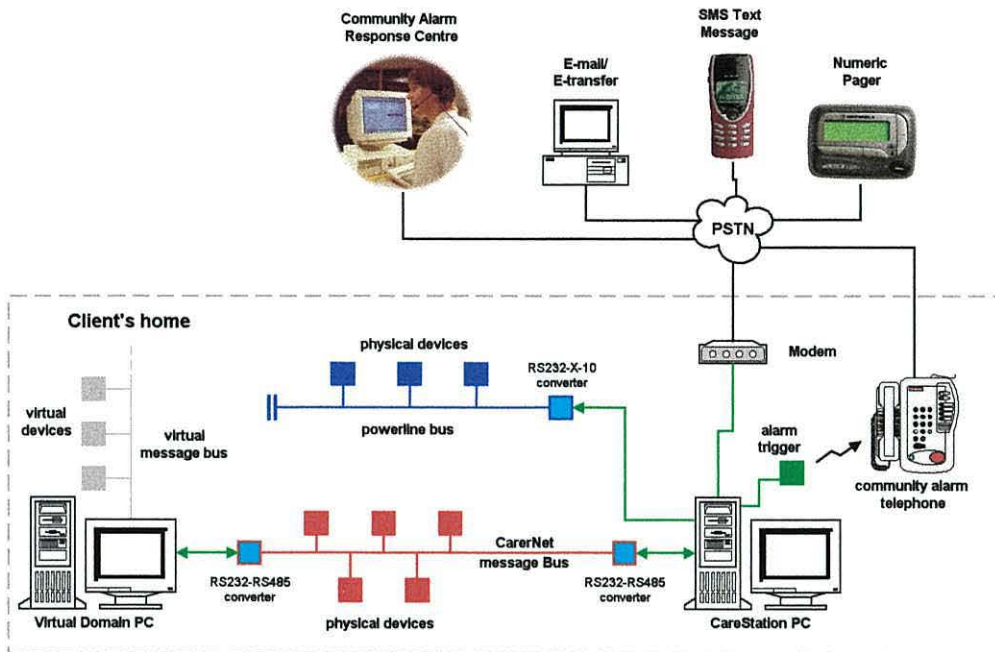 Community Alarm
Response Centre
E-mail/
E-transfer
SMS Text
Message
Numeric
Pager
PSTN
Client's home
physical devices
RS232-X-10
converter
Modem
virtual
devices
virtual
message bus
powerline bus
alarm
trigger
community alarm
telephone
CarerNet
message Bus
RS232-RS485
converter
RS232-RS485
converter
Virtual Domain PC
physical devices
CareStation PC